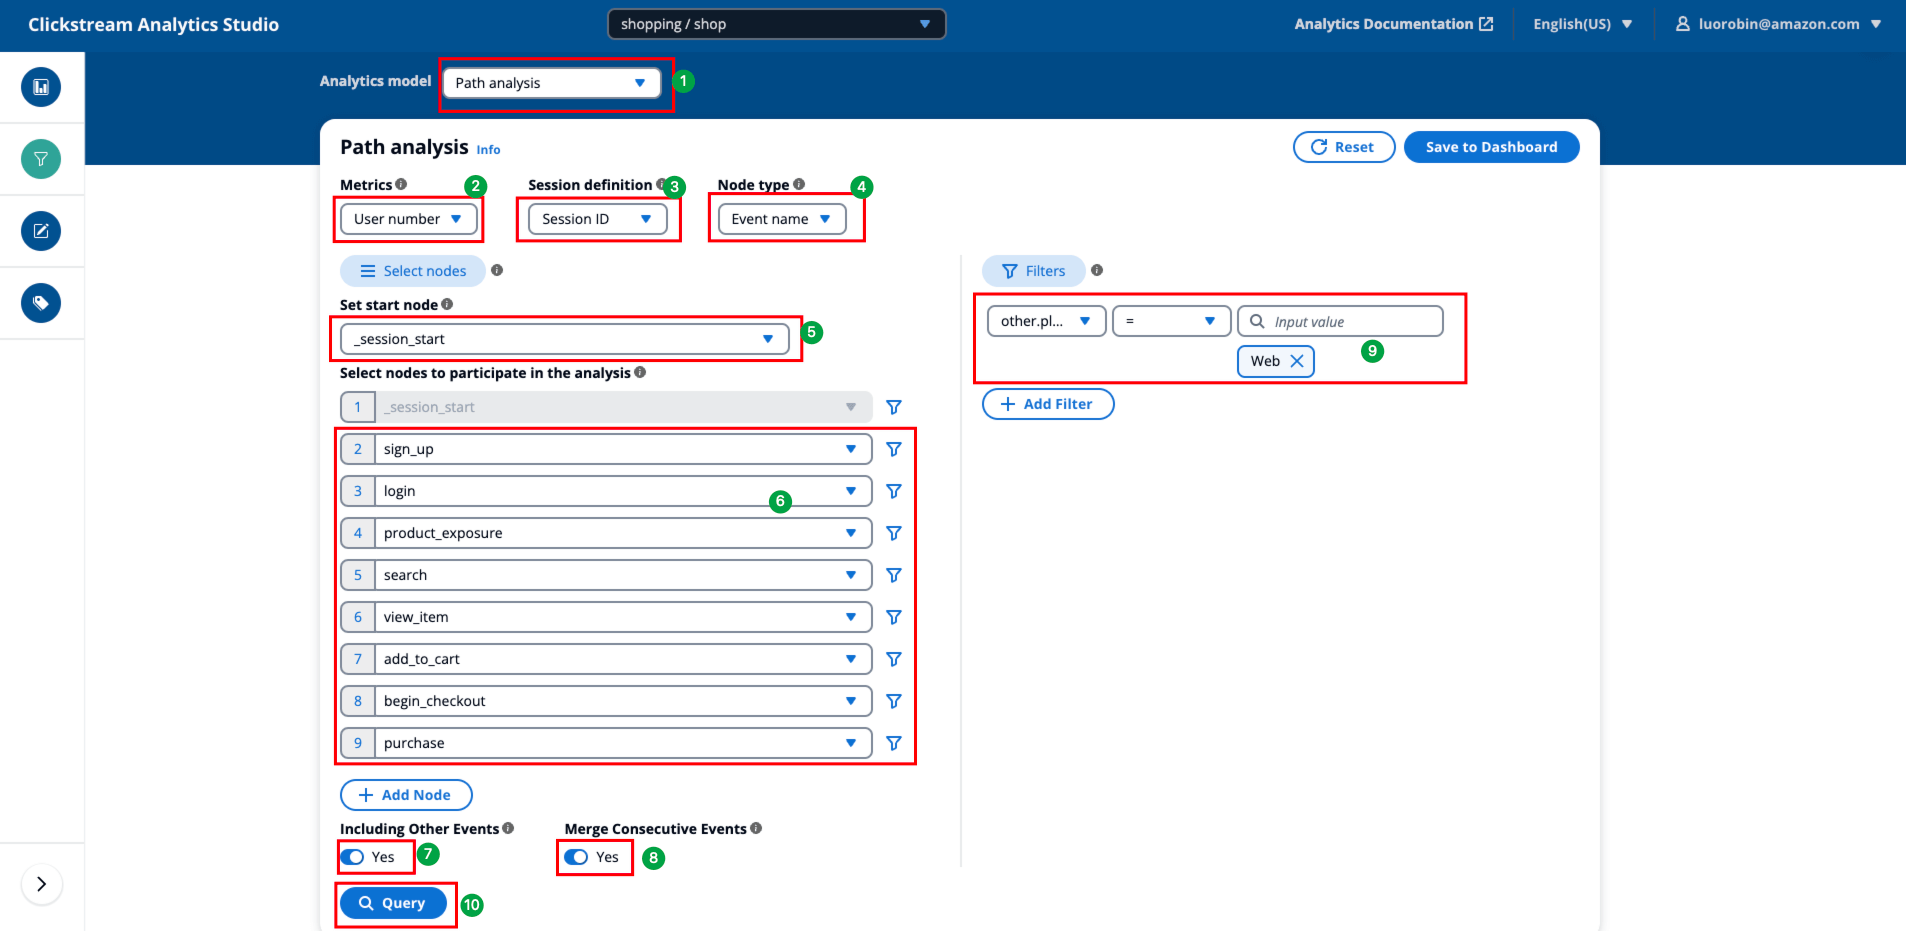 Clickstream Analytics Studio
shopping / shop
Analytics Documentation
English(US)
luorobin@amazon.com
Analytics model
Path analysis
1
Path analysis Info
Reset
Save to Dashboard
Metrics
2
Session definition
3
Node type
4
User number
Session ID
Event name
Select nodes
Set start node
_session_start
5
Select nodes to participate in the analysis
1 _session_start
2 sign_up
3 login
6
4 product_exposure
5 search
6 view_item
7 add_to_cart
8 begin_checkout
9 purchase
Add Node
Including Other Events
Merge Consecutive Events
Yes
7
Yes
8
Query
10
Filters
other.pl...
=
Input value
Web
9
Add Filter